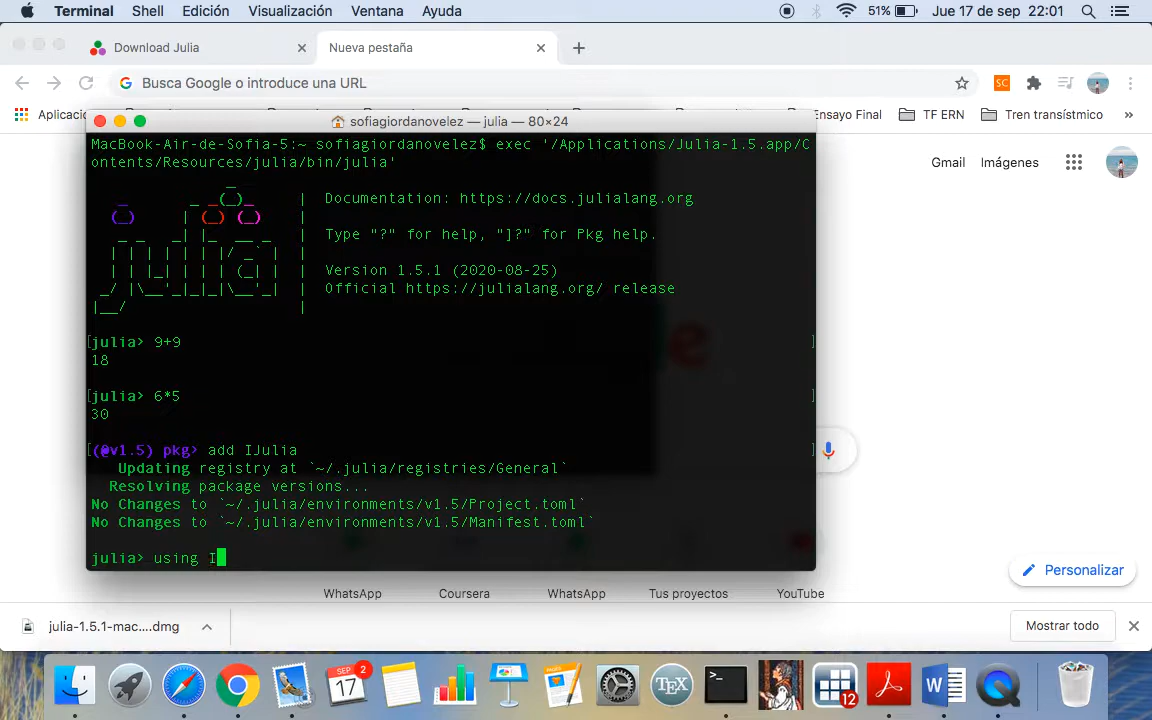 Terminal Shell Edición Visualización Ventana Ayuda 51% Jue 17 de sep 22:01
Download Julia Nueva pestaña
Busca Google o introduce una URL
Ensayo Final TF ERN Tren transístmico »
sofiagiordanovelez — julia — 80×24
MacBook-Air-de-Sofia-5:~ sofiagiordanovelez$ exec '/Applications/Julia-1.5.app/C
ontents/Resources/julia/bin/julia'
Documentation: https://docs.julialang.org
Type "?" for help, "]?" for Pkg help.
Version 1.5.1 (2020-08-25)
Official https://julialang.org/ release
julia> 9+9
18
julia> 6*5
30
(@v1.5) pkg> add IJulia
Updating registry at `~/.julia/registries/General`
Resolving package versions...
No Changes to `~/.julia/environments/v1.5/Project.toml`
No Changes to `~/.julia/environments/v1.5/Manifest.toml`
julia> using I
Gmail Imágenes
Personalizar
WhatsApp Coursera WhatsApp Tus proyectos YouTube
julia-1.5.1-mac....dmg Mostrar todo
SEP 17 2
TEX
12
W